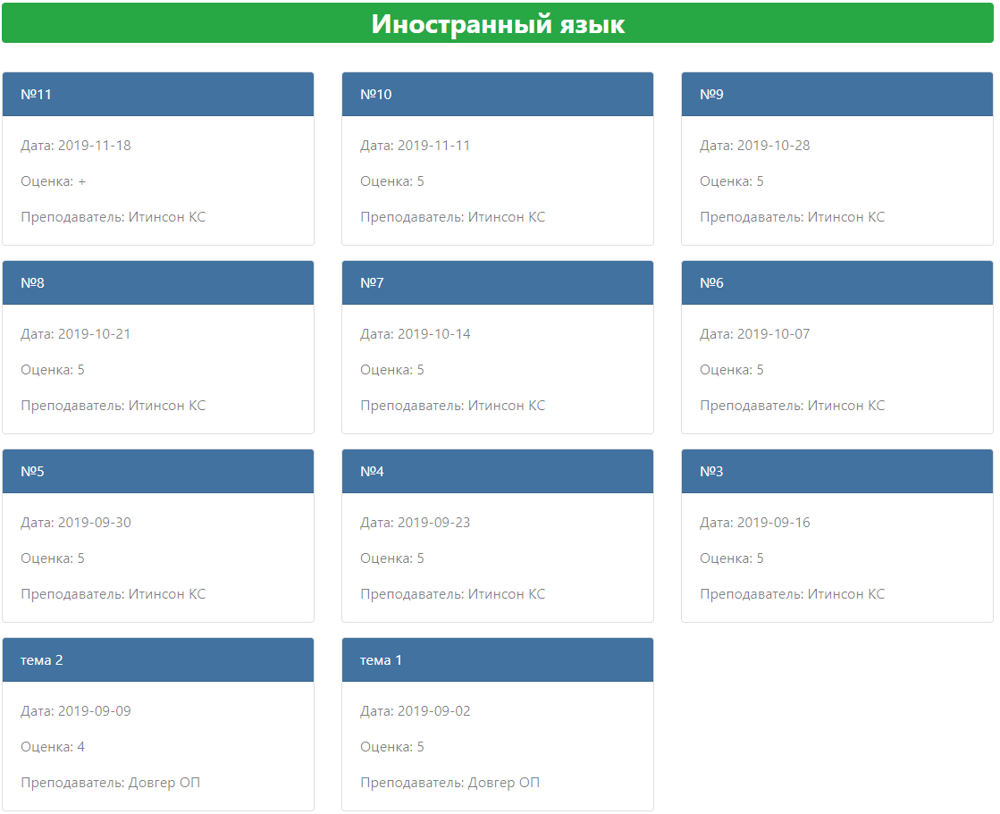 Иностранный язык
№11
Дата: 2019-11-18
Оценка: +
Преподаватель: Итинсон КС
№10
Дата: 2019-11-11
Оценка: 5
Преподаватель: Итинсон КС
№9
Дата: 2019-10-28
Оценка: 5
Преподаватель: Итинсон КС
№8
Дата: 2019-10-21
Оценка: 5
Преподаватель: Итинсон КС
№7
Дата: 2019-10-14
Оценка: 5
Преподаватель: Итинсон КС
№6
Дата: 2019-10-07
Оценка: 5
Преподаватель: Итинсон КС
№5
Дата: 2019-09-30
Оценка: 5
Преподаватель: Итинсон КС
№4
Дата: 2019-09-23
Оценка: 5
Преподаватель: Итинсон КС
№3
Дата: 2019-09-16
Оценка: 5
Преподаватель: Итинсон КС
тема 2
Дата: 2019-09-09
Оценка: 4
Преподаватель: Довгер ОП
тема 1
Дата: 2019-09-02
Оценка: 5
Преподаватель: Довгер ОП